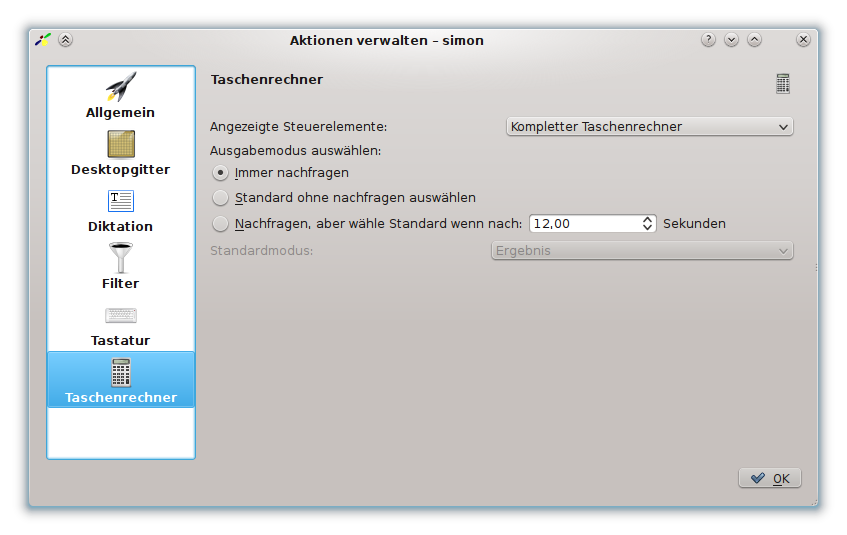 Aktionen verwalten – simon
Allgemein
Desktopgitter
Diktation
Filter
Tastatur
Taschenrechner
Taschenrechner
Angezeigte Steuerelemente: Kompletter Taschenrechner
Ausgabemodus auswählen:
Immer nachfragen
Standard ohne nachfragen auswählen
Nachfragen, aber wähle Standard wenn nach: 12,00 Sekunden
Standardmodus: Ergebnis
OK